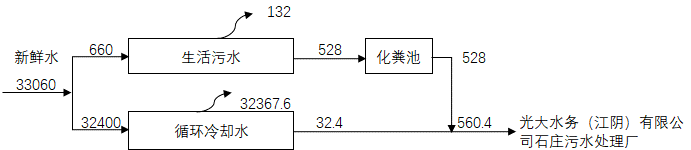 132
新鲜水
660
生活污水
528
化粪池
528
33060
32367.6
32400
循环冷却水
32.4
560.4
光大水务（江阴）有限公
司石庄污水处理厂